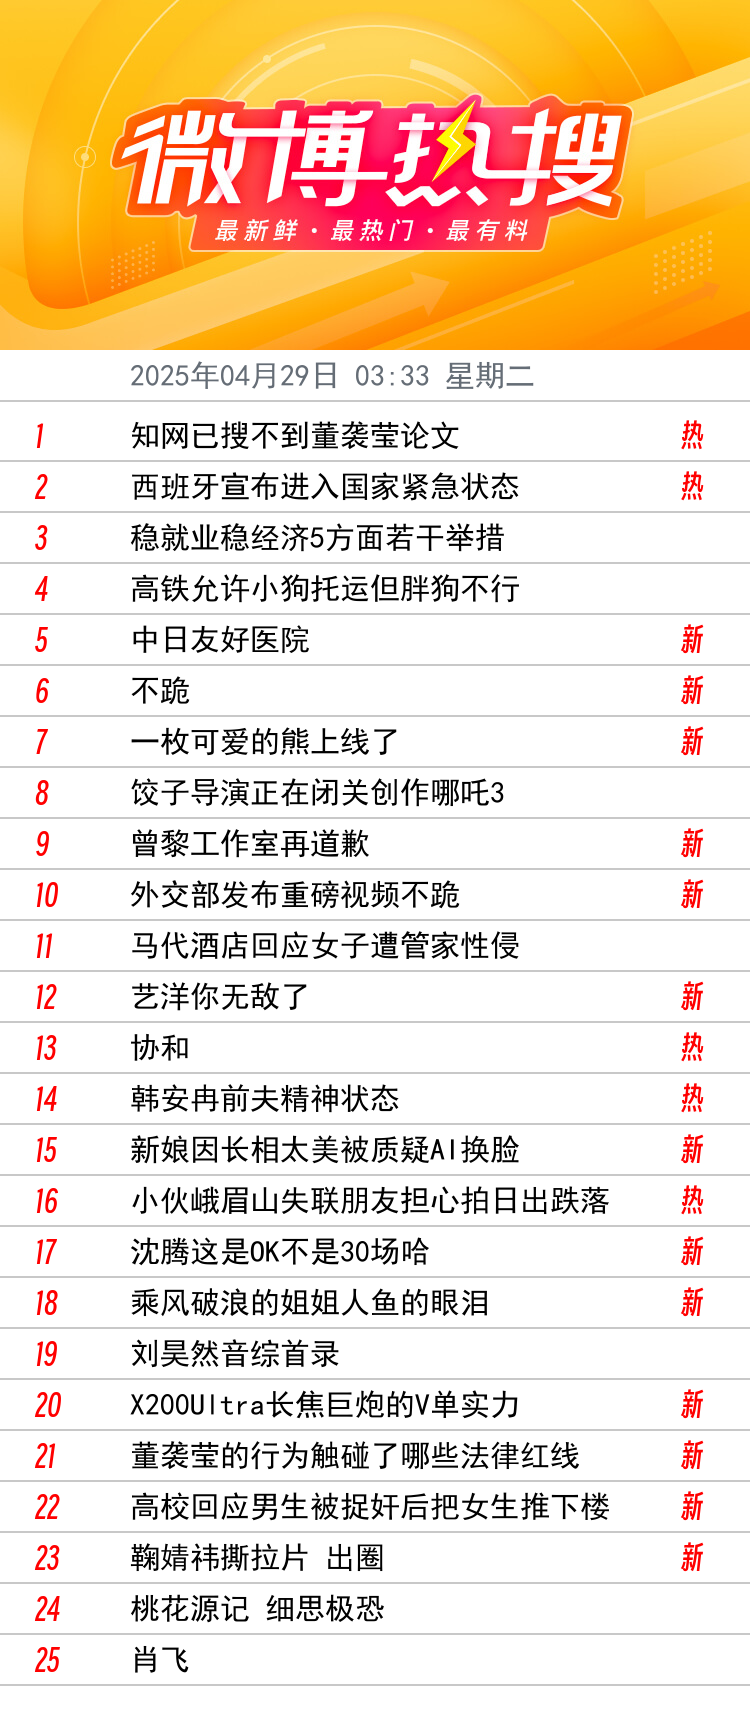 微博热搜
最新鲜·最热门·最有料
2025年04月29日 03:33 星期二
1 知网已搜不到董袭莹论文 热
2 西班牙宣布进入国家紧急状态 热
3 稳就业稳经济5方面若干举措
4 高铁允许小狗托运但胖狗不行
5 中日友好医院 新
6 不跪 新
7 一枚可爱的熊上线了 新
8 饺子导演正在闭关创作哪吒3
9 曾黎工作室再道歉 新
10 外交部发布重磅视频不跪 新
11 马代酒店回应女子遭管家性侵
12 艺洋你无敌了 新
13 协和 热
14 韩安冉前夫精神状态 热
15 新娘因长相太美被质疑AI换脸 新
16 小伙峨眉山失联朋友担心拍日出跌落 热
17 沈腾这是OK不是30场哈 新
18 乘风破浪的姐姐人鱼的眼泪 新
19 刘昊然音综首录
20 X200Ultra长焦巨炮的V单实力 新
21 董袭莹的行为触碰了哪些法律红线 新
22 高校回应男生被捉奸后把女生推下楼 新
23 鞠婧祎撕拉片 出圈 新
24 桃花源记 细思极恐
25 肖飞